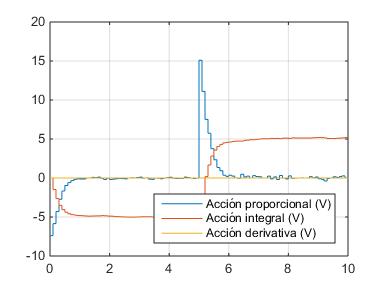 20
15
10
5
0
-5
-10
0 2 4 6 8 10
Acción proporcional (V)
Acción integral (V)
Acción derivativa (V)